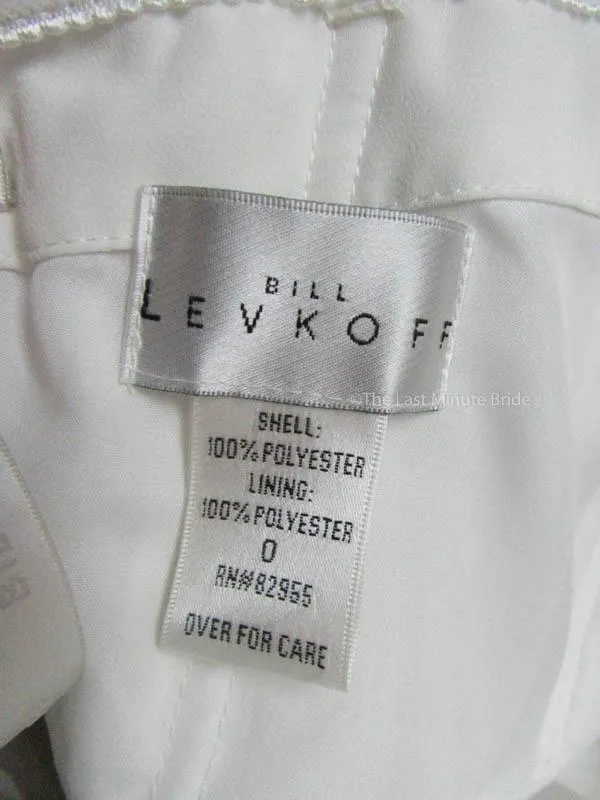 BILL
LEVKOFF
©The Last Minute Bride
SHELL:
100% POLYESTER
LINING:
100% POLYESTER
0
RN#82955
OVER FOR CARE